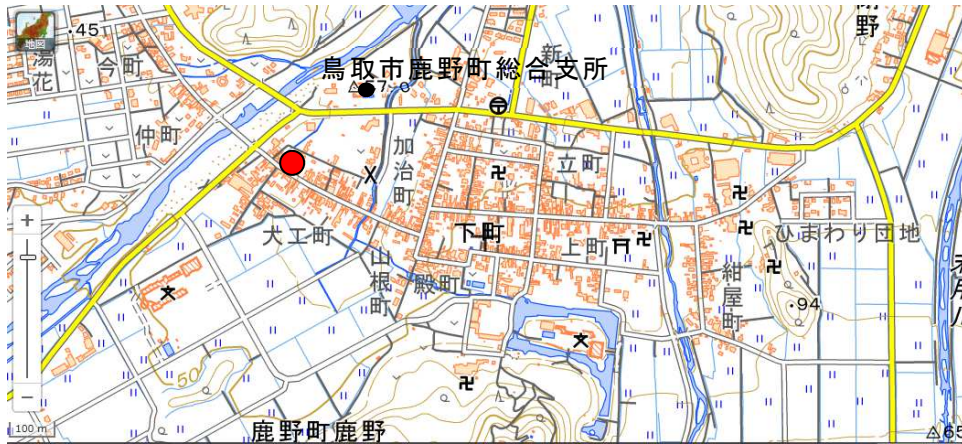 地図
・45
湯花
今町
仲町
鳥取市鹿野町総合支所
新町
野
加治町
立町
大工町
下町
上町
ひまわり団地
山根町
殿町
紺屋町
・94
50
鹿野町鹿野
65
+
−
100 m